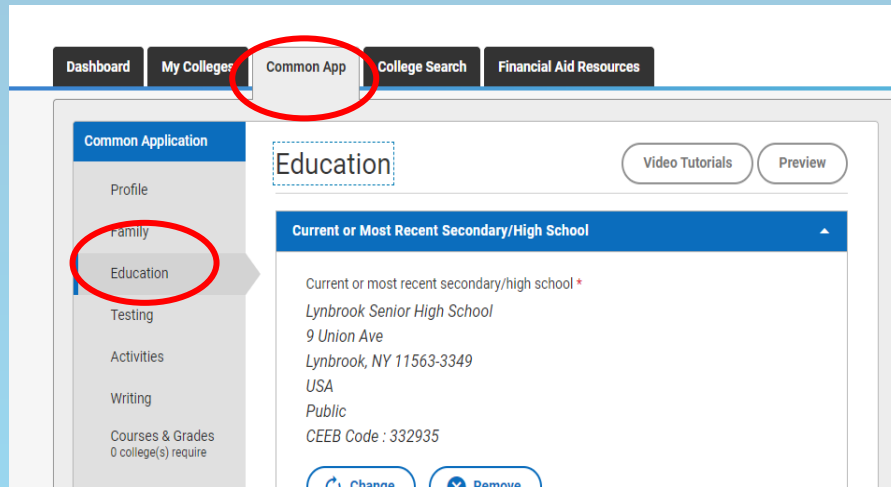 Dashboard My Colleges Common App College Search Financial Aid Resources
Common Application
Profile
Family
Education
Testing
Activities
Writing
Courses & Grades
0 college(s) require
Education
Video Tutorials Preview
Current or Most Recent Secondary/High School
Current or most recent secondary/high school *
Lynbrook Senior High School
9 Union Ave
Lynbrook, NY 11563-3349
USA
Public
CEEB Code : 332935
Change Remove